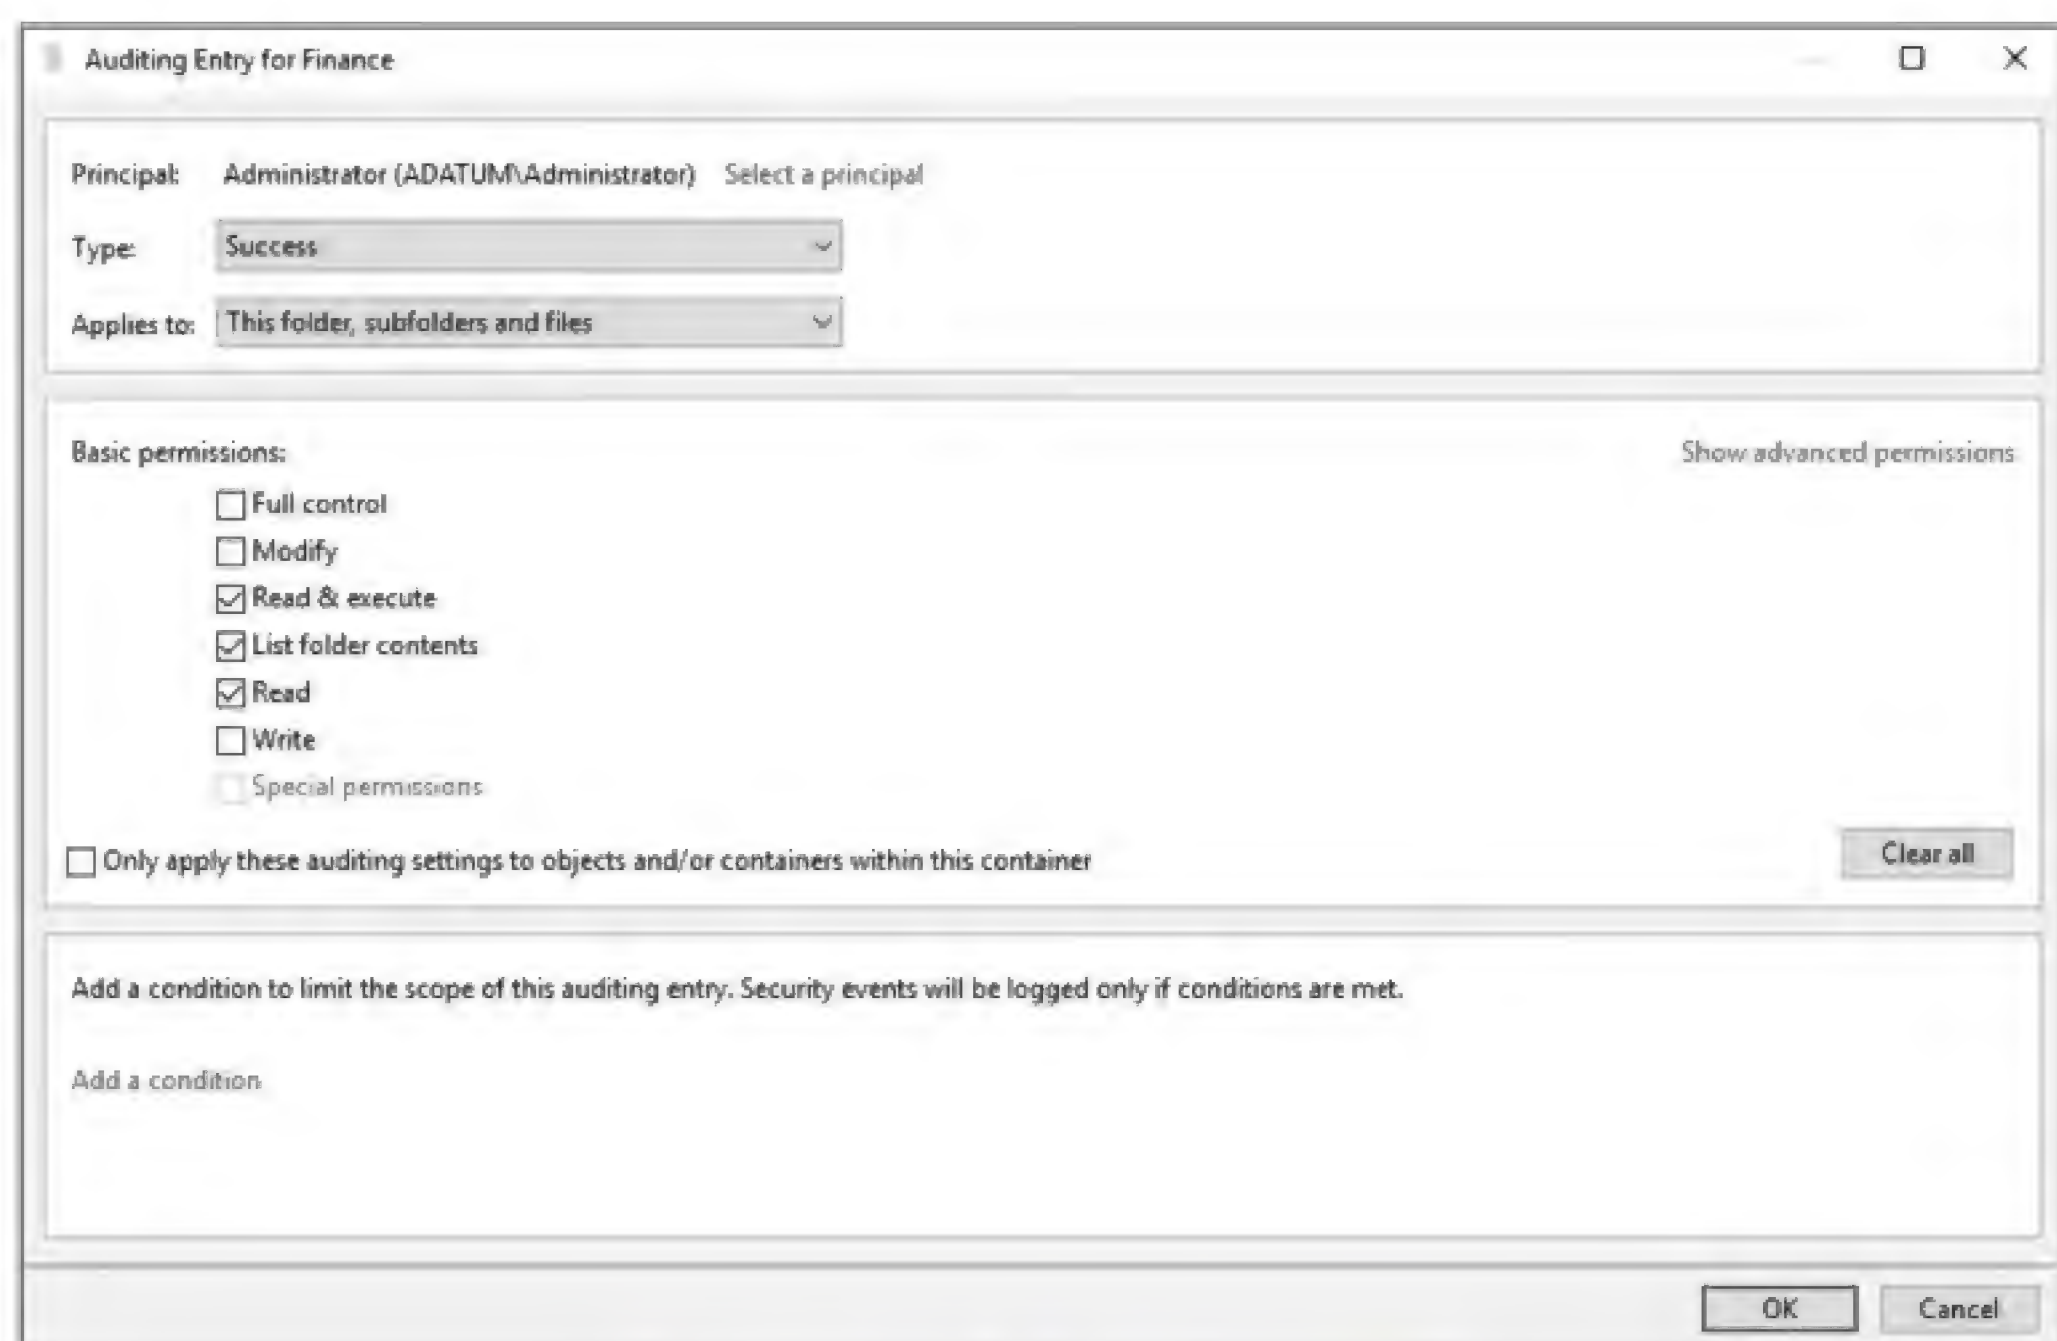 Auditing Entry for Finance
Principal: Administrator (ADATUM\Administrator) Select a principal
Type: Success
Applies to: This folder, subfolders and files
Basic permissions: Show advanced permissions
Full control
Modify
Read & execute
List folder contents
Read
Write
Special permissions
Only apply these auditing settings to objects and/or containers within this container
Clear all
Add a condition to limit the scope of this auditing entry. Security events will be logged only if conditions are met.
Add a condition
OK Cancel